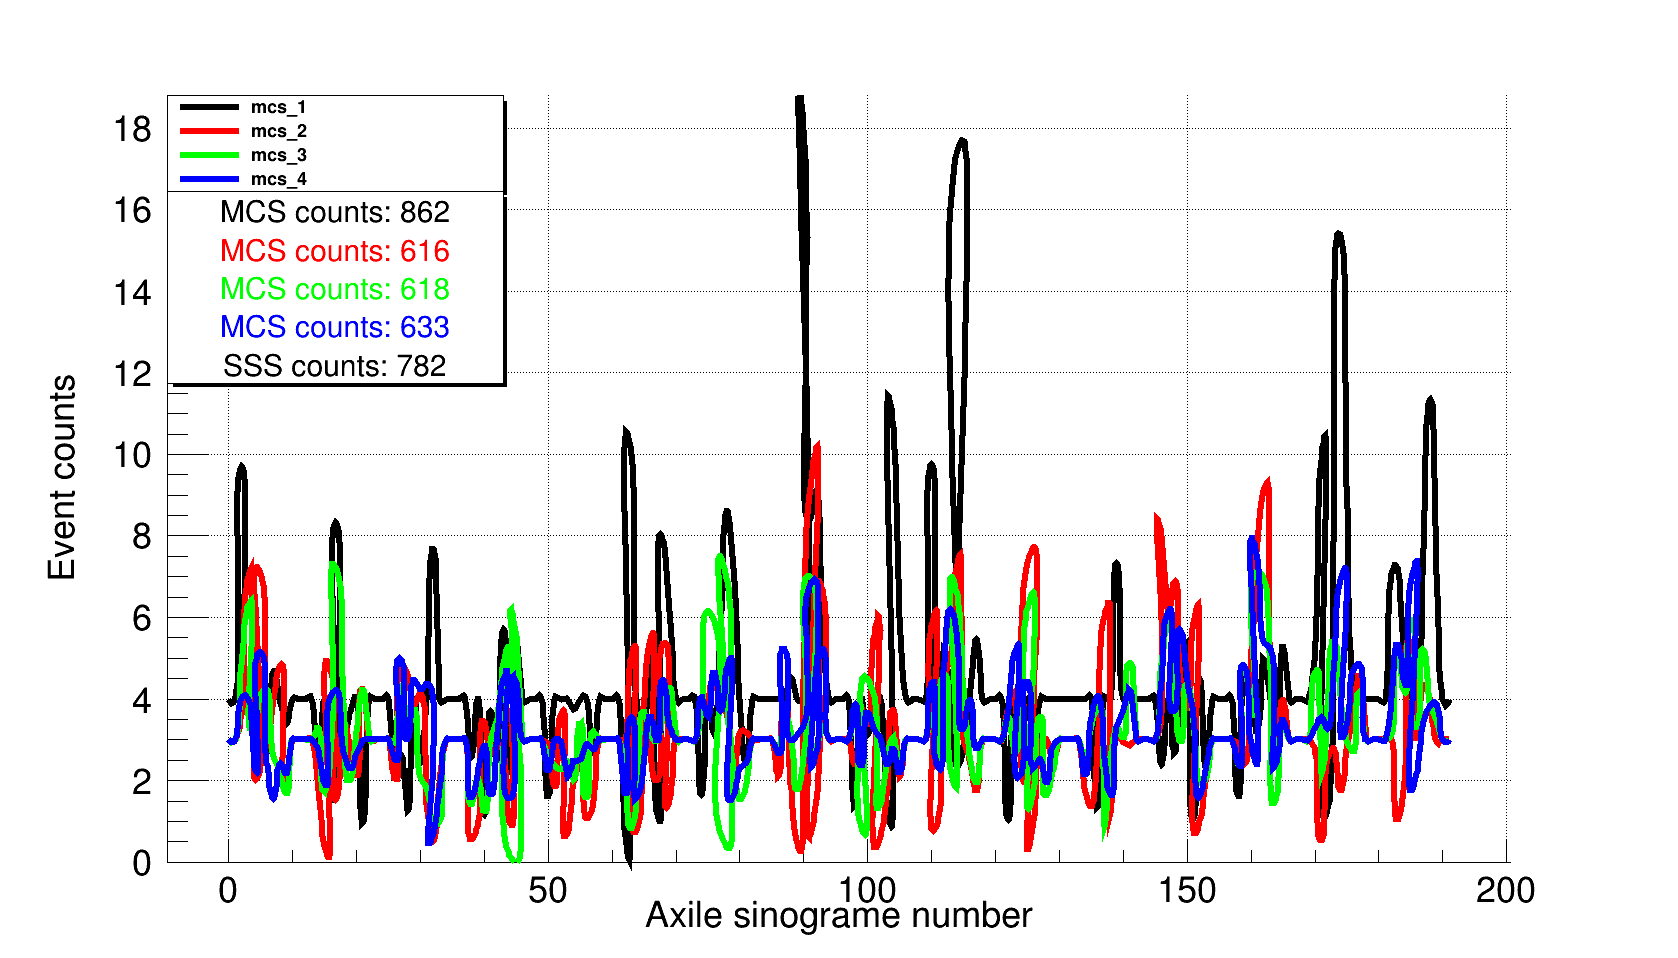 mcs_1
mcs_2
mcs_3
mcs_4
MCS counts: 862
MCS counts: 616
MCS counts: 618
MCS counts: 633
SSS counts: 782
Event counts
18
16
14
12
10
8
6
4
2
0
0 50 100 150 200
Axile sinograme number